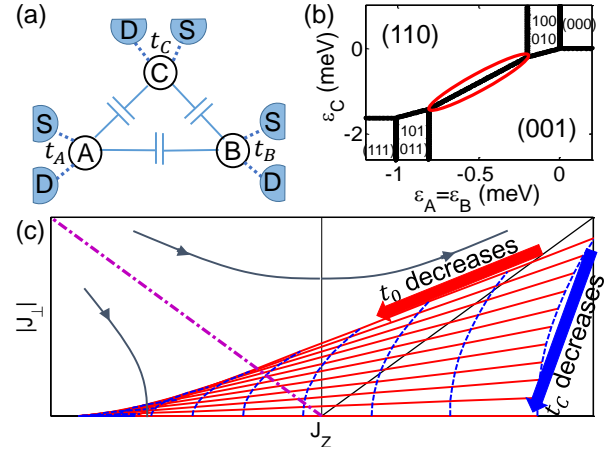 (a)
D
S
t_C
C
S
t_A
A
D
B
t_B
S
D
(b)
ε_C (meV)
0
-2
(110)
(100
010)
(000)
(111)
(101
011)
(001)
-1
-0.5
0
ε_A=ε_B (meV)
(c)
|J_⊥|
t_0 decreases
t_C decreases
J_Z